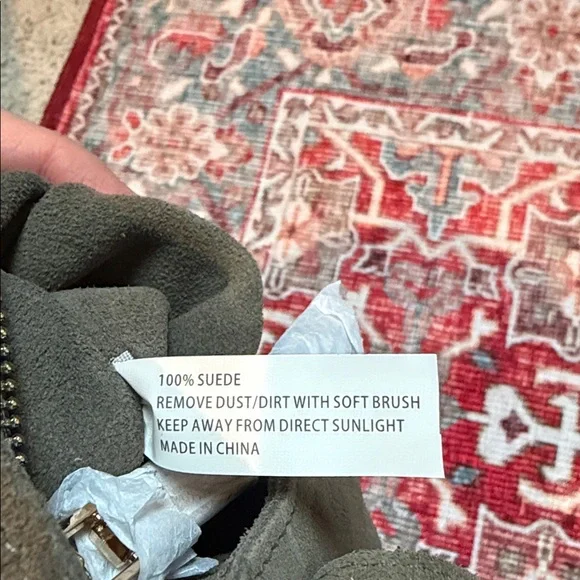 100% SUEDE
REMOVE DUST/DIRT WITH SOFT BRUSH
KEEP AWAY FROM DIRECT SUNLIGHT
MADE IN CHINA